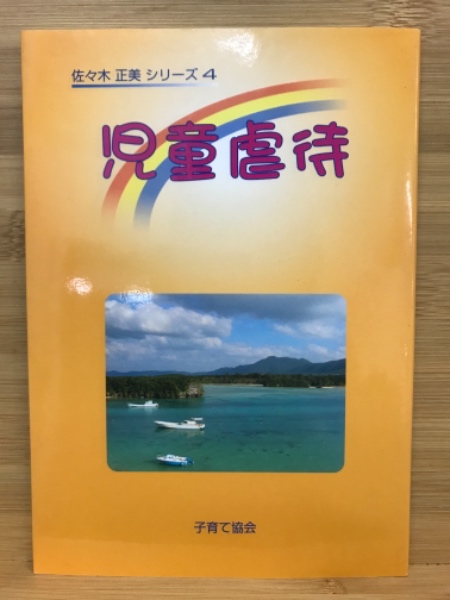 佐々木 正美 シリーズ 4
児童虐待
子育て協会